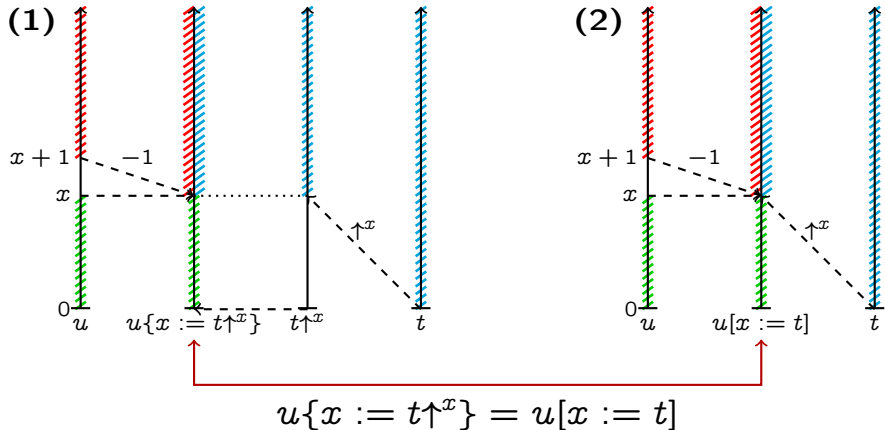 (1) (2)
x + 1 −1 x + 1 −1
x x
↑ˣ ↑ˣ
0 0
u u{x := t↑ˣ} t↑ˣ t u u[x := t] t
u{x := t↑ˣ} = u[x := t]